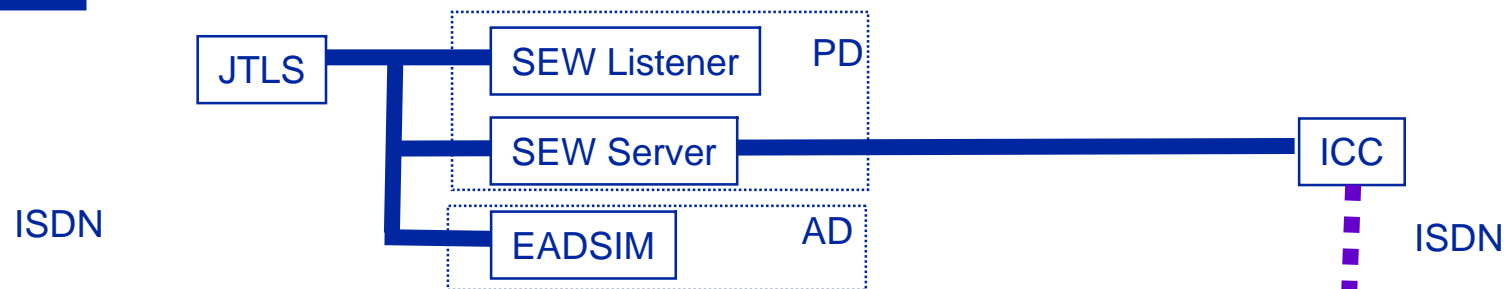 JTLS
SEW Listener
PD
SEW Server
ICC
ISDN
EADSIM
AD
ISDN